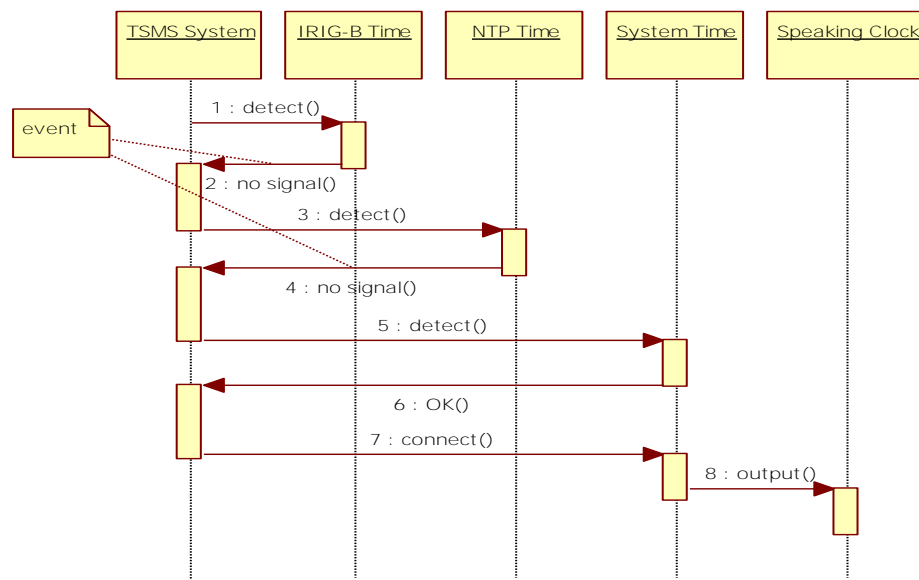 TSMS System
IRIG-B Time
NTP Time
System Time
Speaking Clock
event
1 : detect()
2 : no signal()
3 : detect()
4 : no signal()
5 : detect()
6 : OK()
7 : connect()
8 : output()